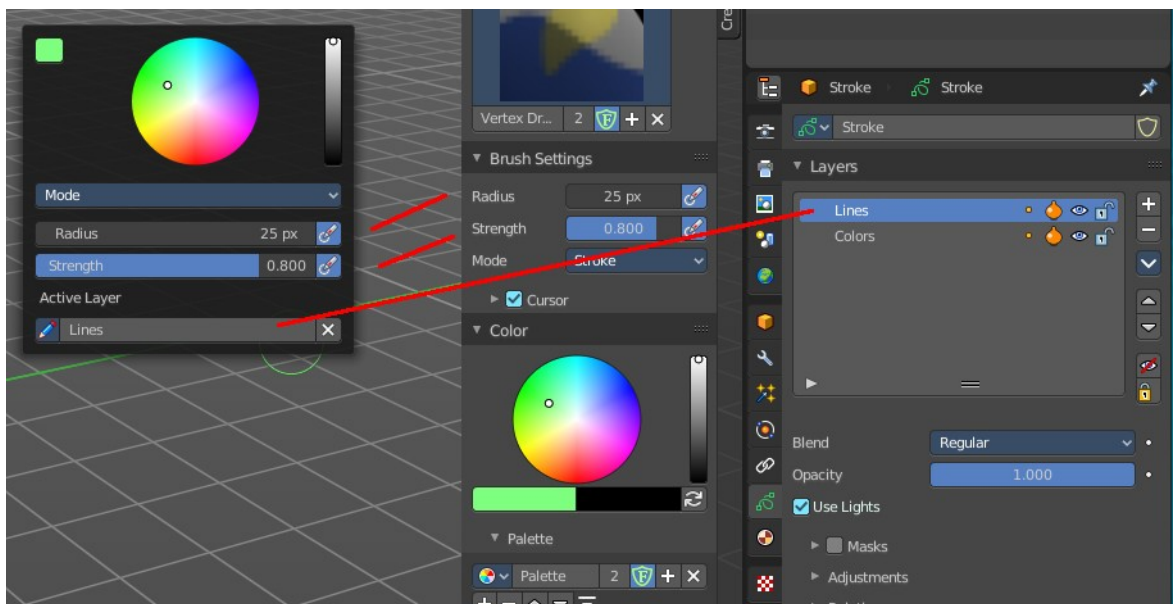 Mode
Radius 25 px
Strength 0.800
Active Layer
Lines
Vertex Dr... 2 F
Brush Settings
Radius 25 px
Strength 0.800
Mode Stroke
Cursor
Color
Palette
Palette 2 F
Cre
Stroke Stroke
Stroke
Layers
Lines
Colors
Blend Regular
Opacity 1.000
Use Lights
Masks
Adjustments